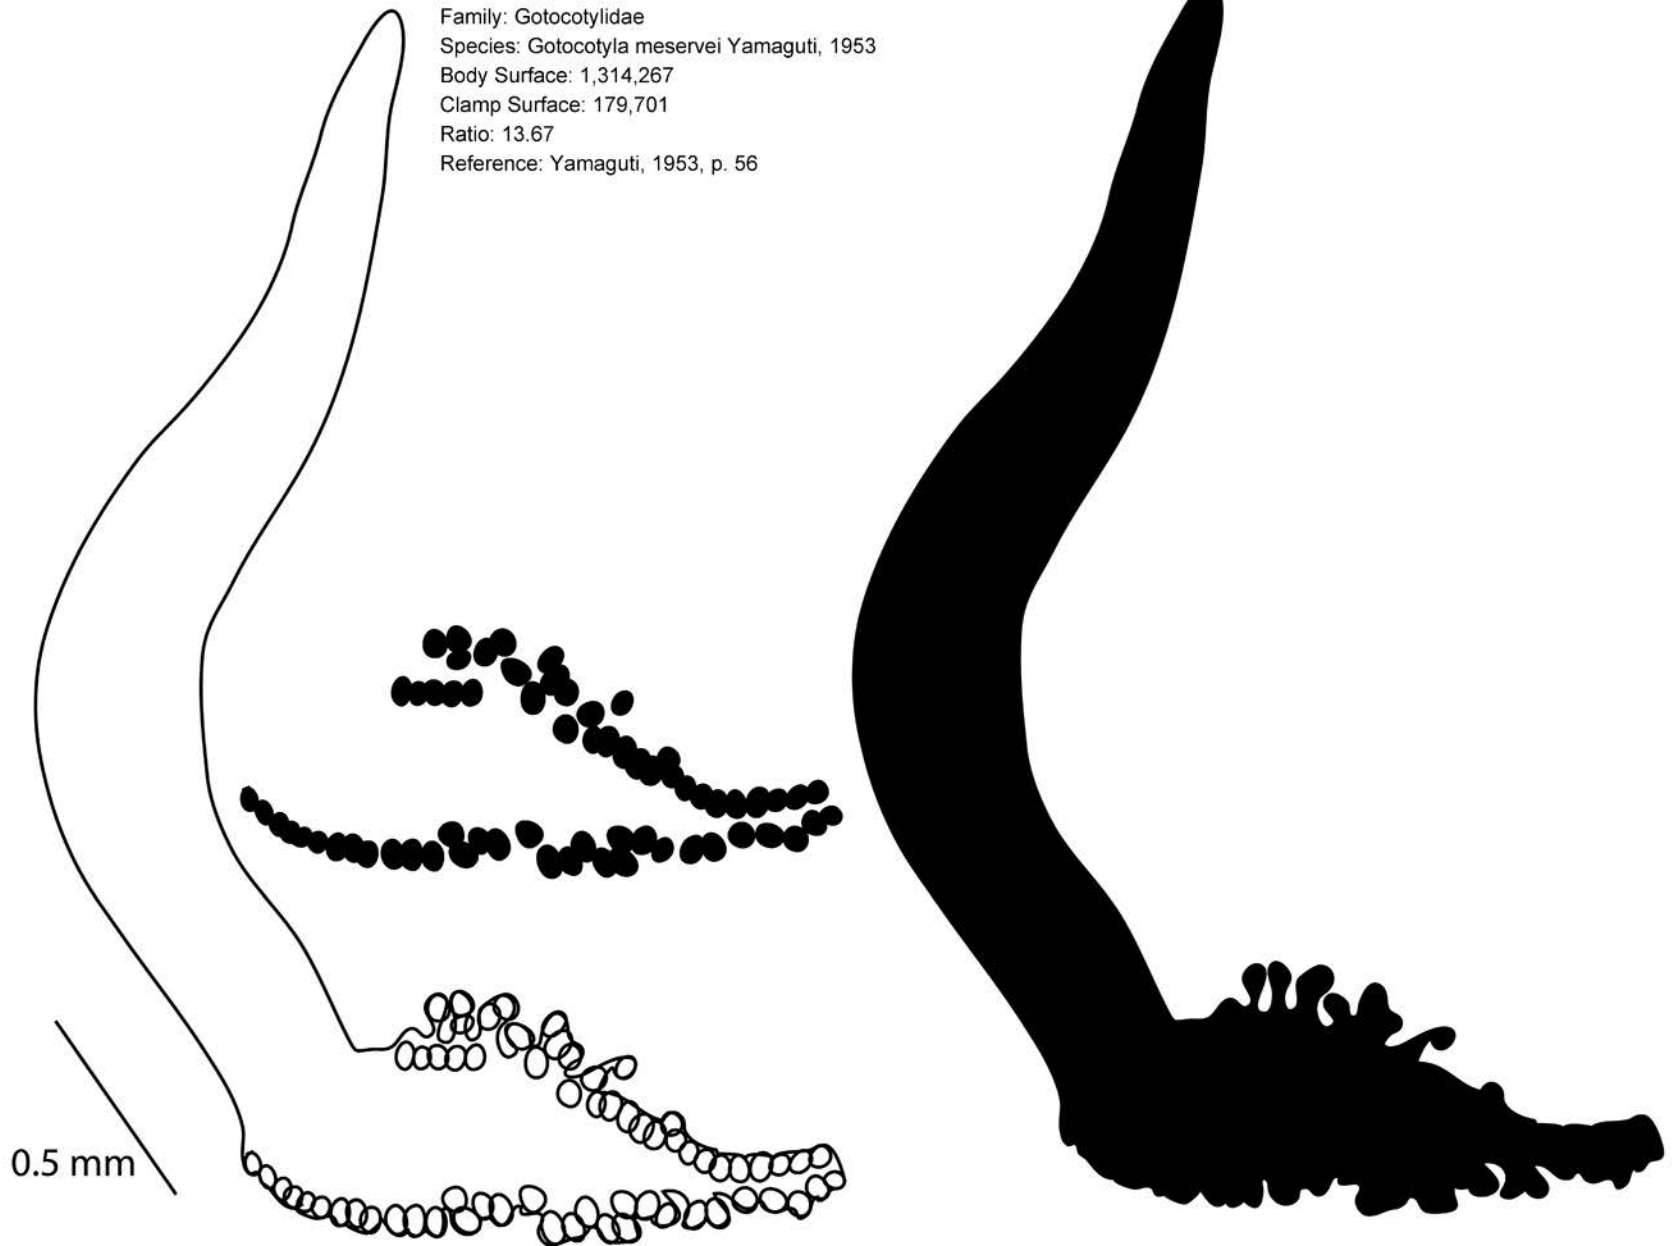 Family: Gotocotylidae
Species: Gotocotyla meservei Yamaguti, 1953
Body Surface: 1,314,267
Clamp Surface: 179,701
Ratio: 13.67
Reference: Yamaguti, 1953, p. 56
0.5 mm